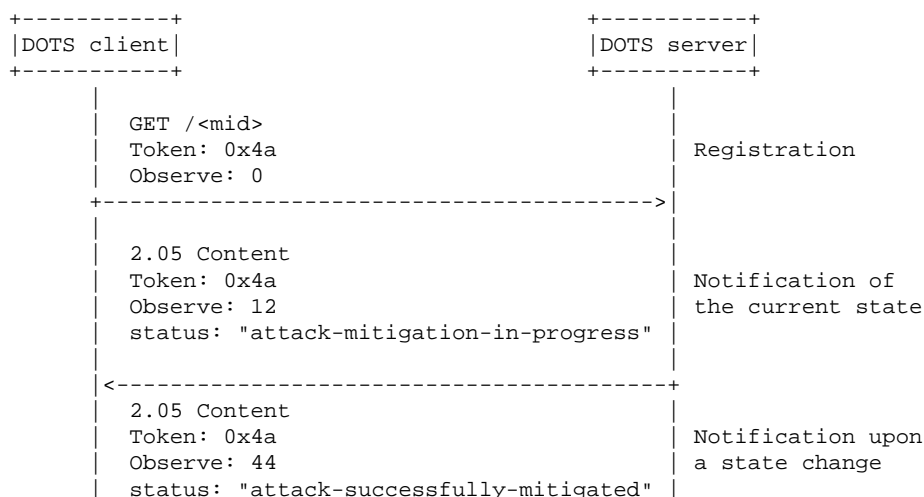 +-----------+                              +-----------+
|DOTS client|                              |DOTS server|
+-----------+                              +-----------+
      |                                          |
      |  GET /<mid>                              |
      |  Token: 0x4a                             | Registration
      |  Observe: 0                              |
      +----------------------------------------->|
      |                                          |
      |  2.05 Content                            |
      |  Token: 0x4a                             | Notification of
      |  Observe: 12                             | the current state
      |  status: "attack-mitigation-in-progress" |
      |                                          |
      |<-----------------------------------------+
      |  2.05 Content                            |
      |  Token: 0x4a                             | Notification upon
      |  Observe: 44                             | a state change
      |  status: "attack-successfully-mitigated" |